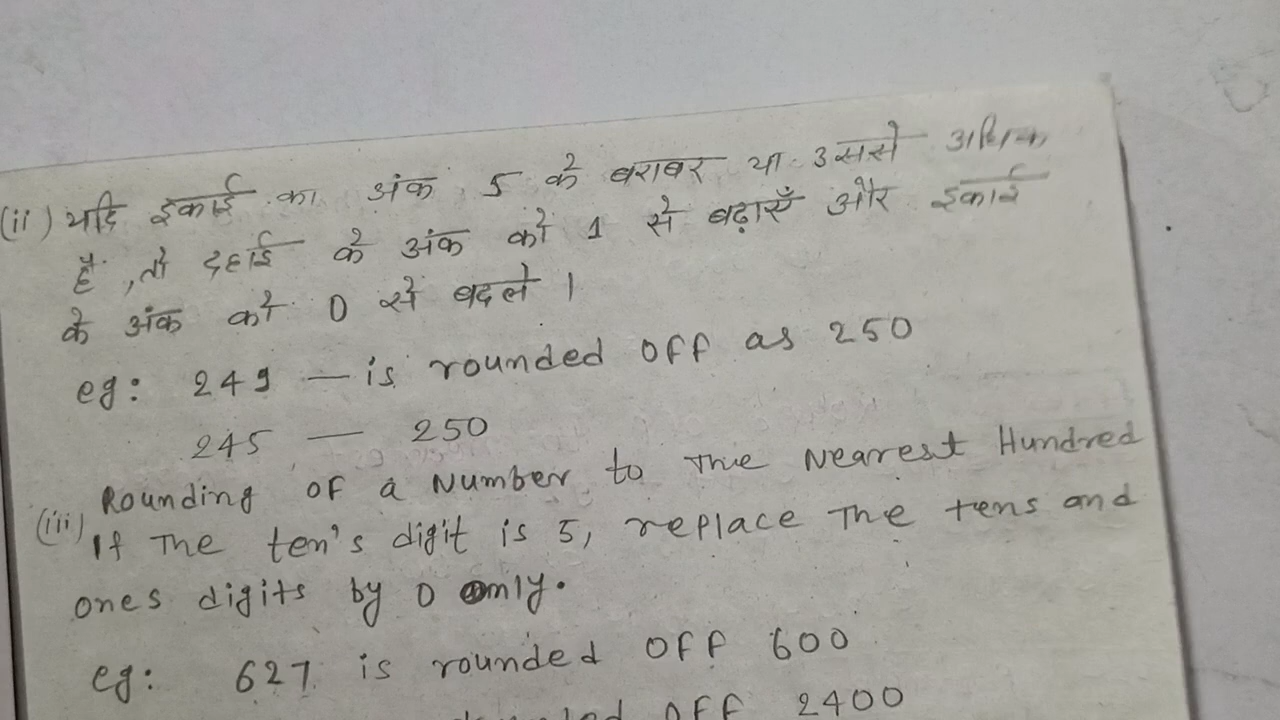 (ii) यदि इकाई का अंक 5 के बराबर या उससे अधिक
है, तो दहाई के अंक को 1 से बढ़ाएँ और इकाई
के अंक को 0 से बदले ।
eg: 249 — is rounded off as 250
245 — 250
Rounding of a Number to The Nearest Hundred
(iii) If The ten's digit is 5, replace The tens and
ones digits by 0 only.
eg: 627 is rounded off 600
off 2400